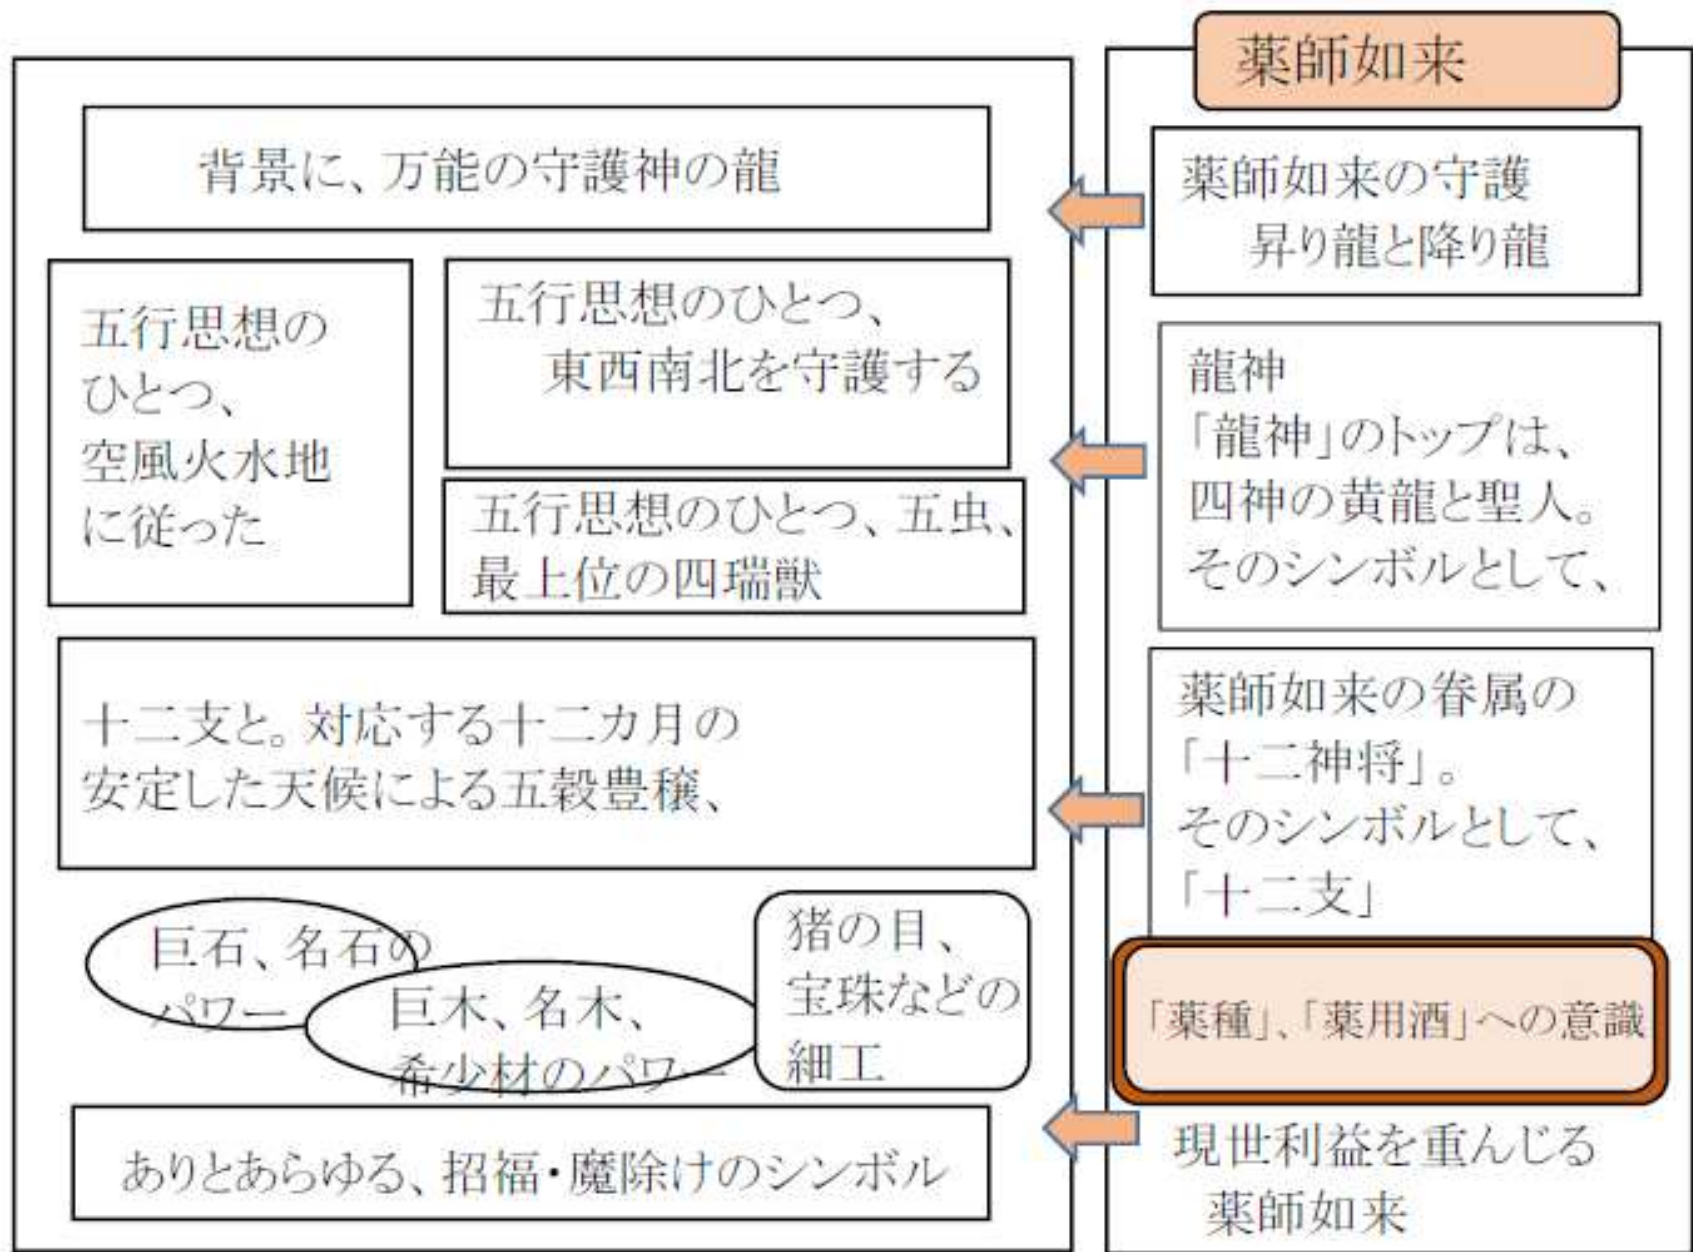 薬師如来
背景に、万能の守護神の龍
五行思想の
ひとつ、
空風火水地
に従った
五行思想のひとつ、
東西南北を守護する
五行思想のひとつ、五虫、
最上位の四瑞獣
十二支と。対応する十二カ月の
安定した天候による五穀豊穣、
巨石、名石の
パワー
巨木、名木、
希少材のパワー
猪の目、
宝珠などの
細工
ありとあらゆる、招福・魔除けのシンボル
薬師如来の守護
昇り龍と降り龍
龍神
「龍神」のトップは、
四神の黄龍と聖人。
そのシンボルとして、
薬師如来の眷属の
「十二神将」。
そのシンボルとして、
「十二支」
「薬種」、「薬用酒」への意識
現世利益を重んじる
薬師如来